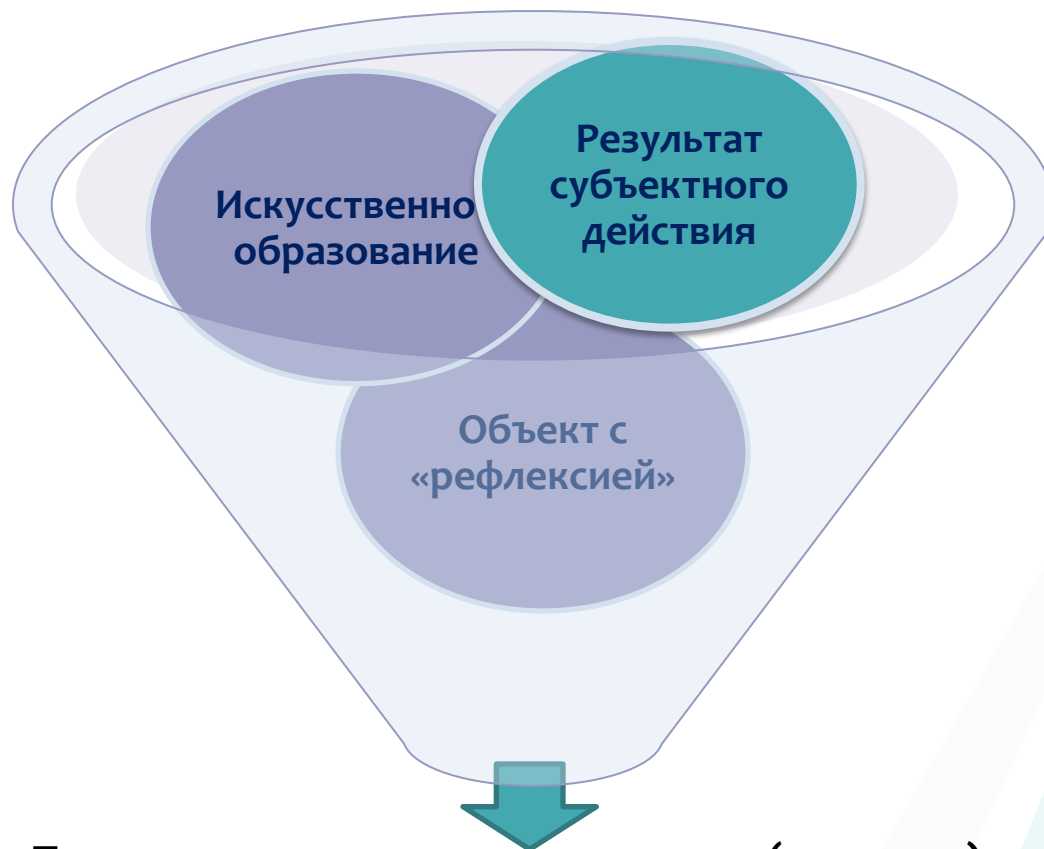 Искусственно
образование
Результат
субъектного
действия
Объект с
«рефлексией»